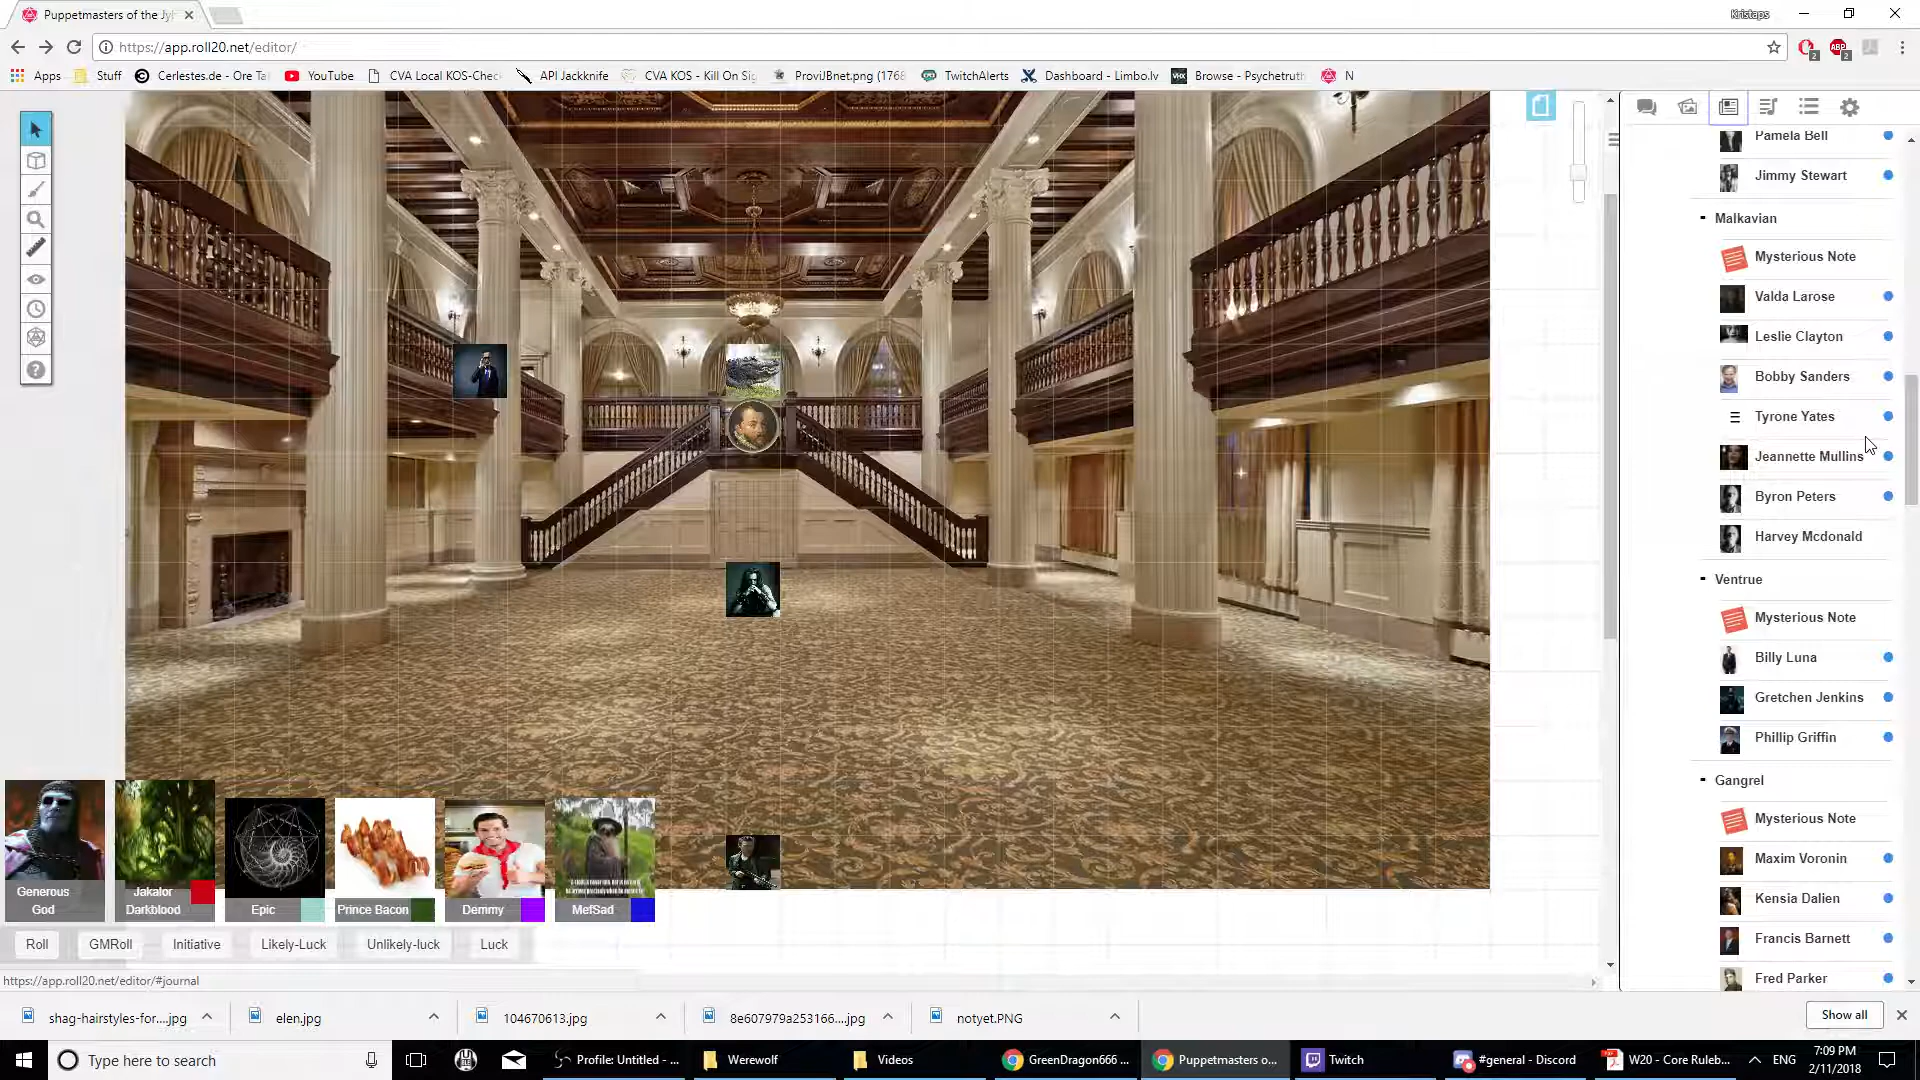 Puppetmasters of the Jy
Kristaps
https://app.roll20.net/editor/
2
ABP
2
Apps
Stuff
Cerlestes.de - Ore Ta
YouTube
CVA Local KOS-Chec
API Jackknife
CVA KOS - Kill On Sig
ProviJBnet.png (1768
TwitchAlerts
Dashboard - Limbo.lv
VHX
Browse - Psychetruth
N
Pamela Bell
Jimmy Stewart
Malkavian
Mysterious Note
Valda Larose
Leslie Clayton
Bobby Sanders
Tyrone Yates
Jeannette Mullins
Byron Peters
Harvey Mcdonald
Ventrue
Mysterious Note
Billy Luna
Gretchen Jenkins
Phillip Griffin
Gangrel
Mysterious Note
Maxim Voronin
Kensia Dalien
Francis Barnett
Fred Parker
Generous God
Jakalor Darkblood
Epic
Prince Bacon
Demmy
MefSad
Roll
GMRoll
Initiative
Likely-Luck
Unlikely-luck
Luck
https://app.roll20.net/editor/#journal
shag-hairstyles-for....jpg
elen.jpg
104670613.jpg
8e607979a253166....jpg
notyet.PNG
Show all
Type here to search
Profile: Untitled - ...
Werewolf
Videos
GreenDragon666 ...
Puppetmasters o...
Twitch
#general - Discord
W20 - Core Ruleb...
ENG
7:09 PM
2/11/2018